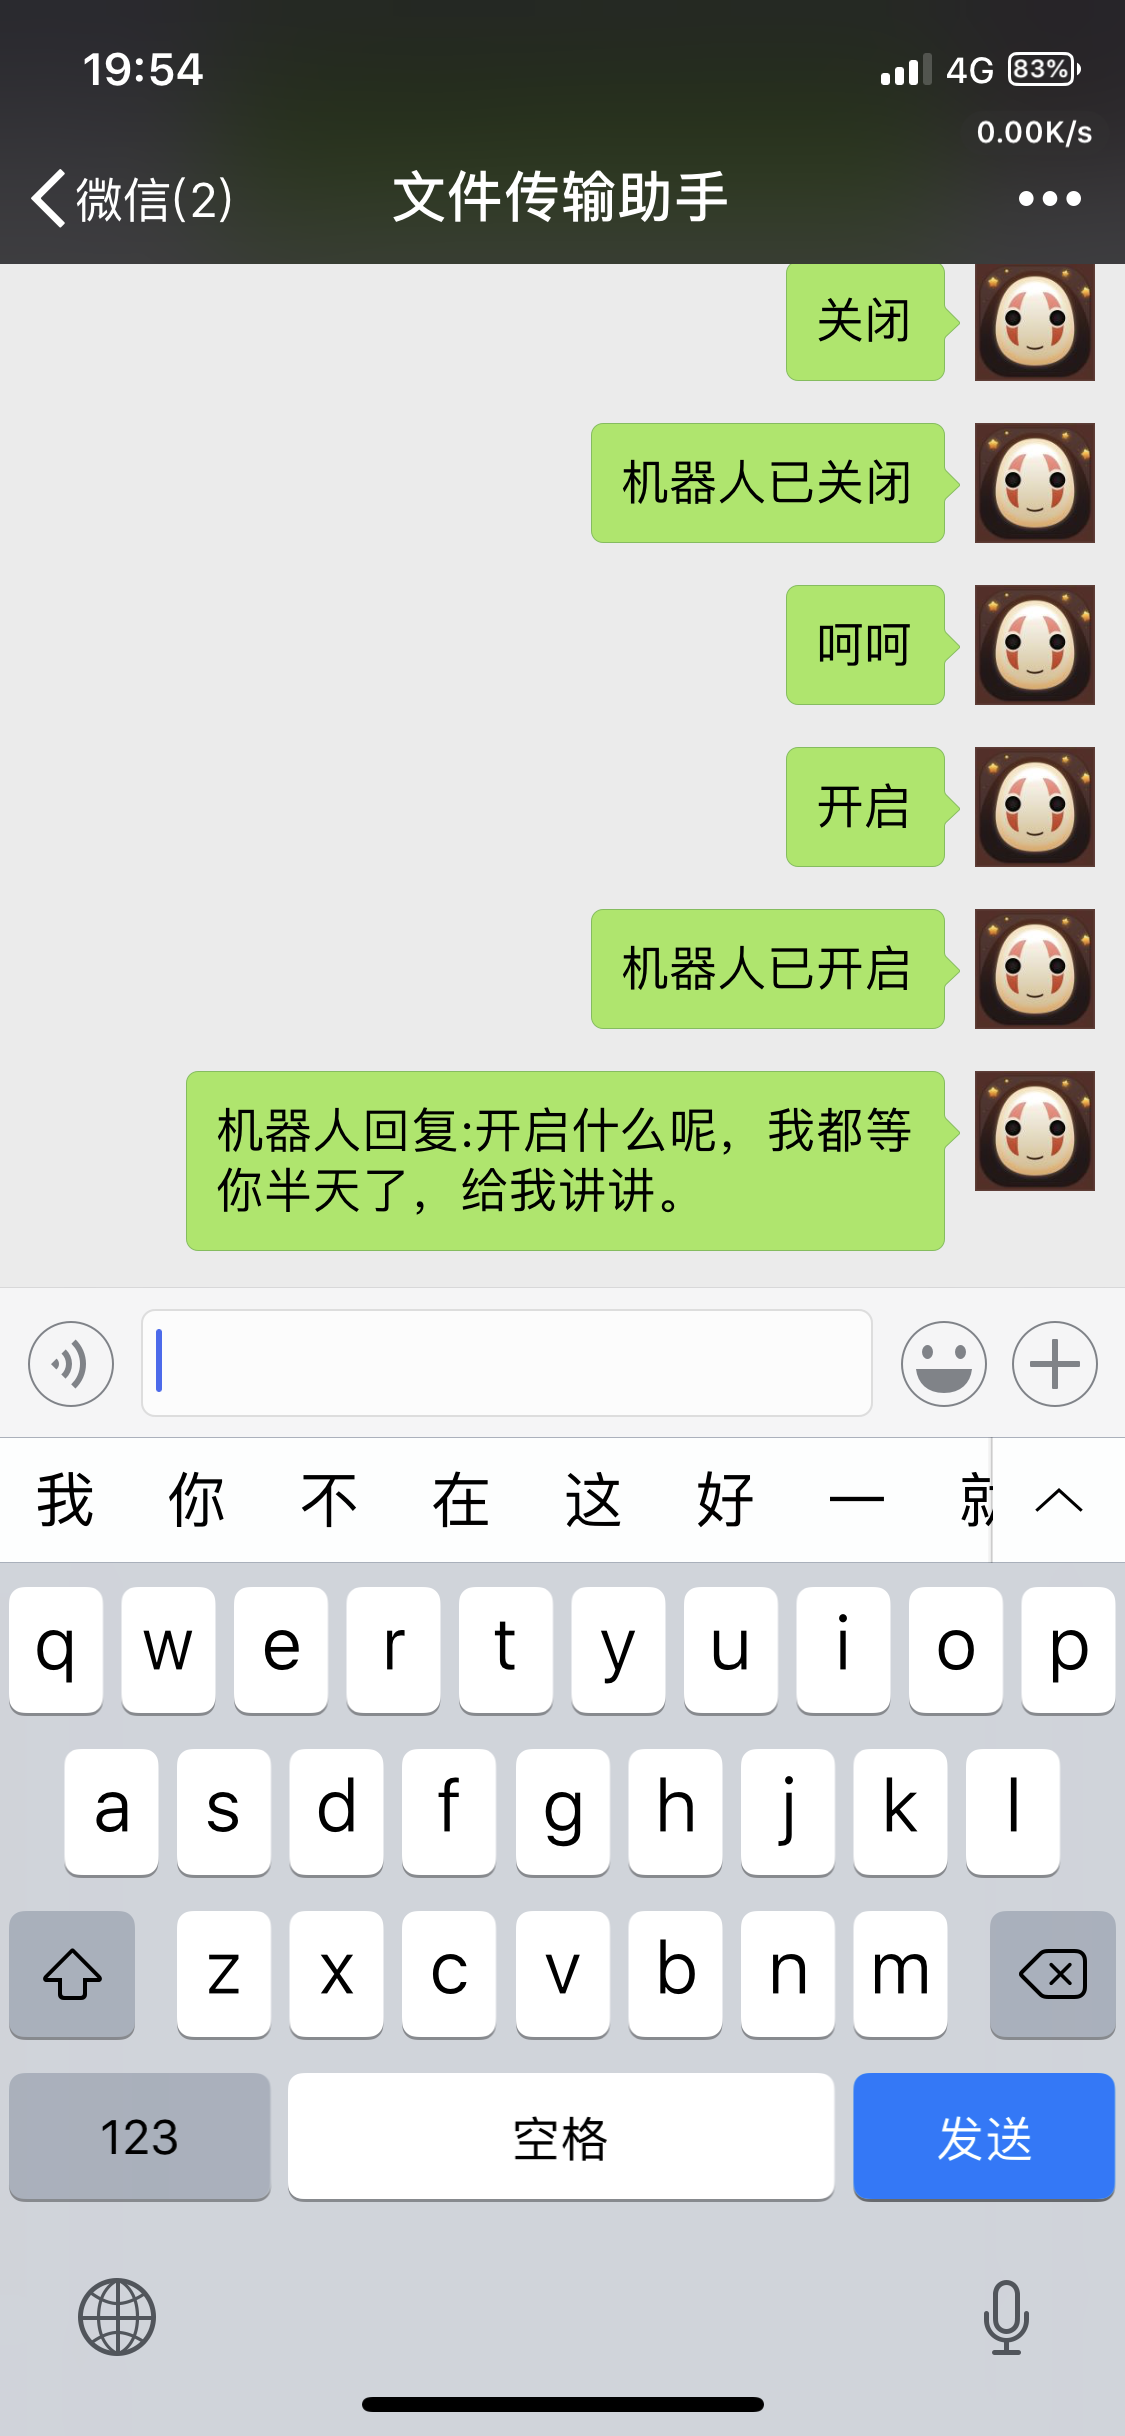 19:54
4G 83%
0.00K/s
微信(2)
文件传输助手
关闭
机器人已关闭
呵呵
开启
机器人已开启
机器人回复:开启什么呢，我都等
你半天了，给我讲讲。
我 你 不 在 这 好 一
q w e r t y u i o p
a s d f g h j k l
z x c v b n m
123 空格 发送